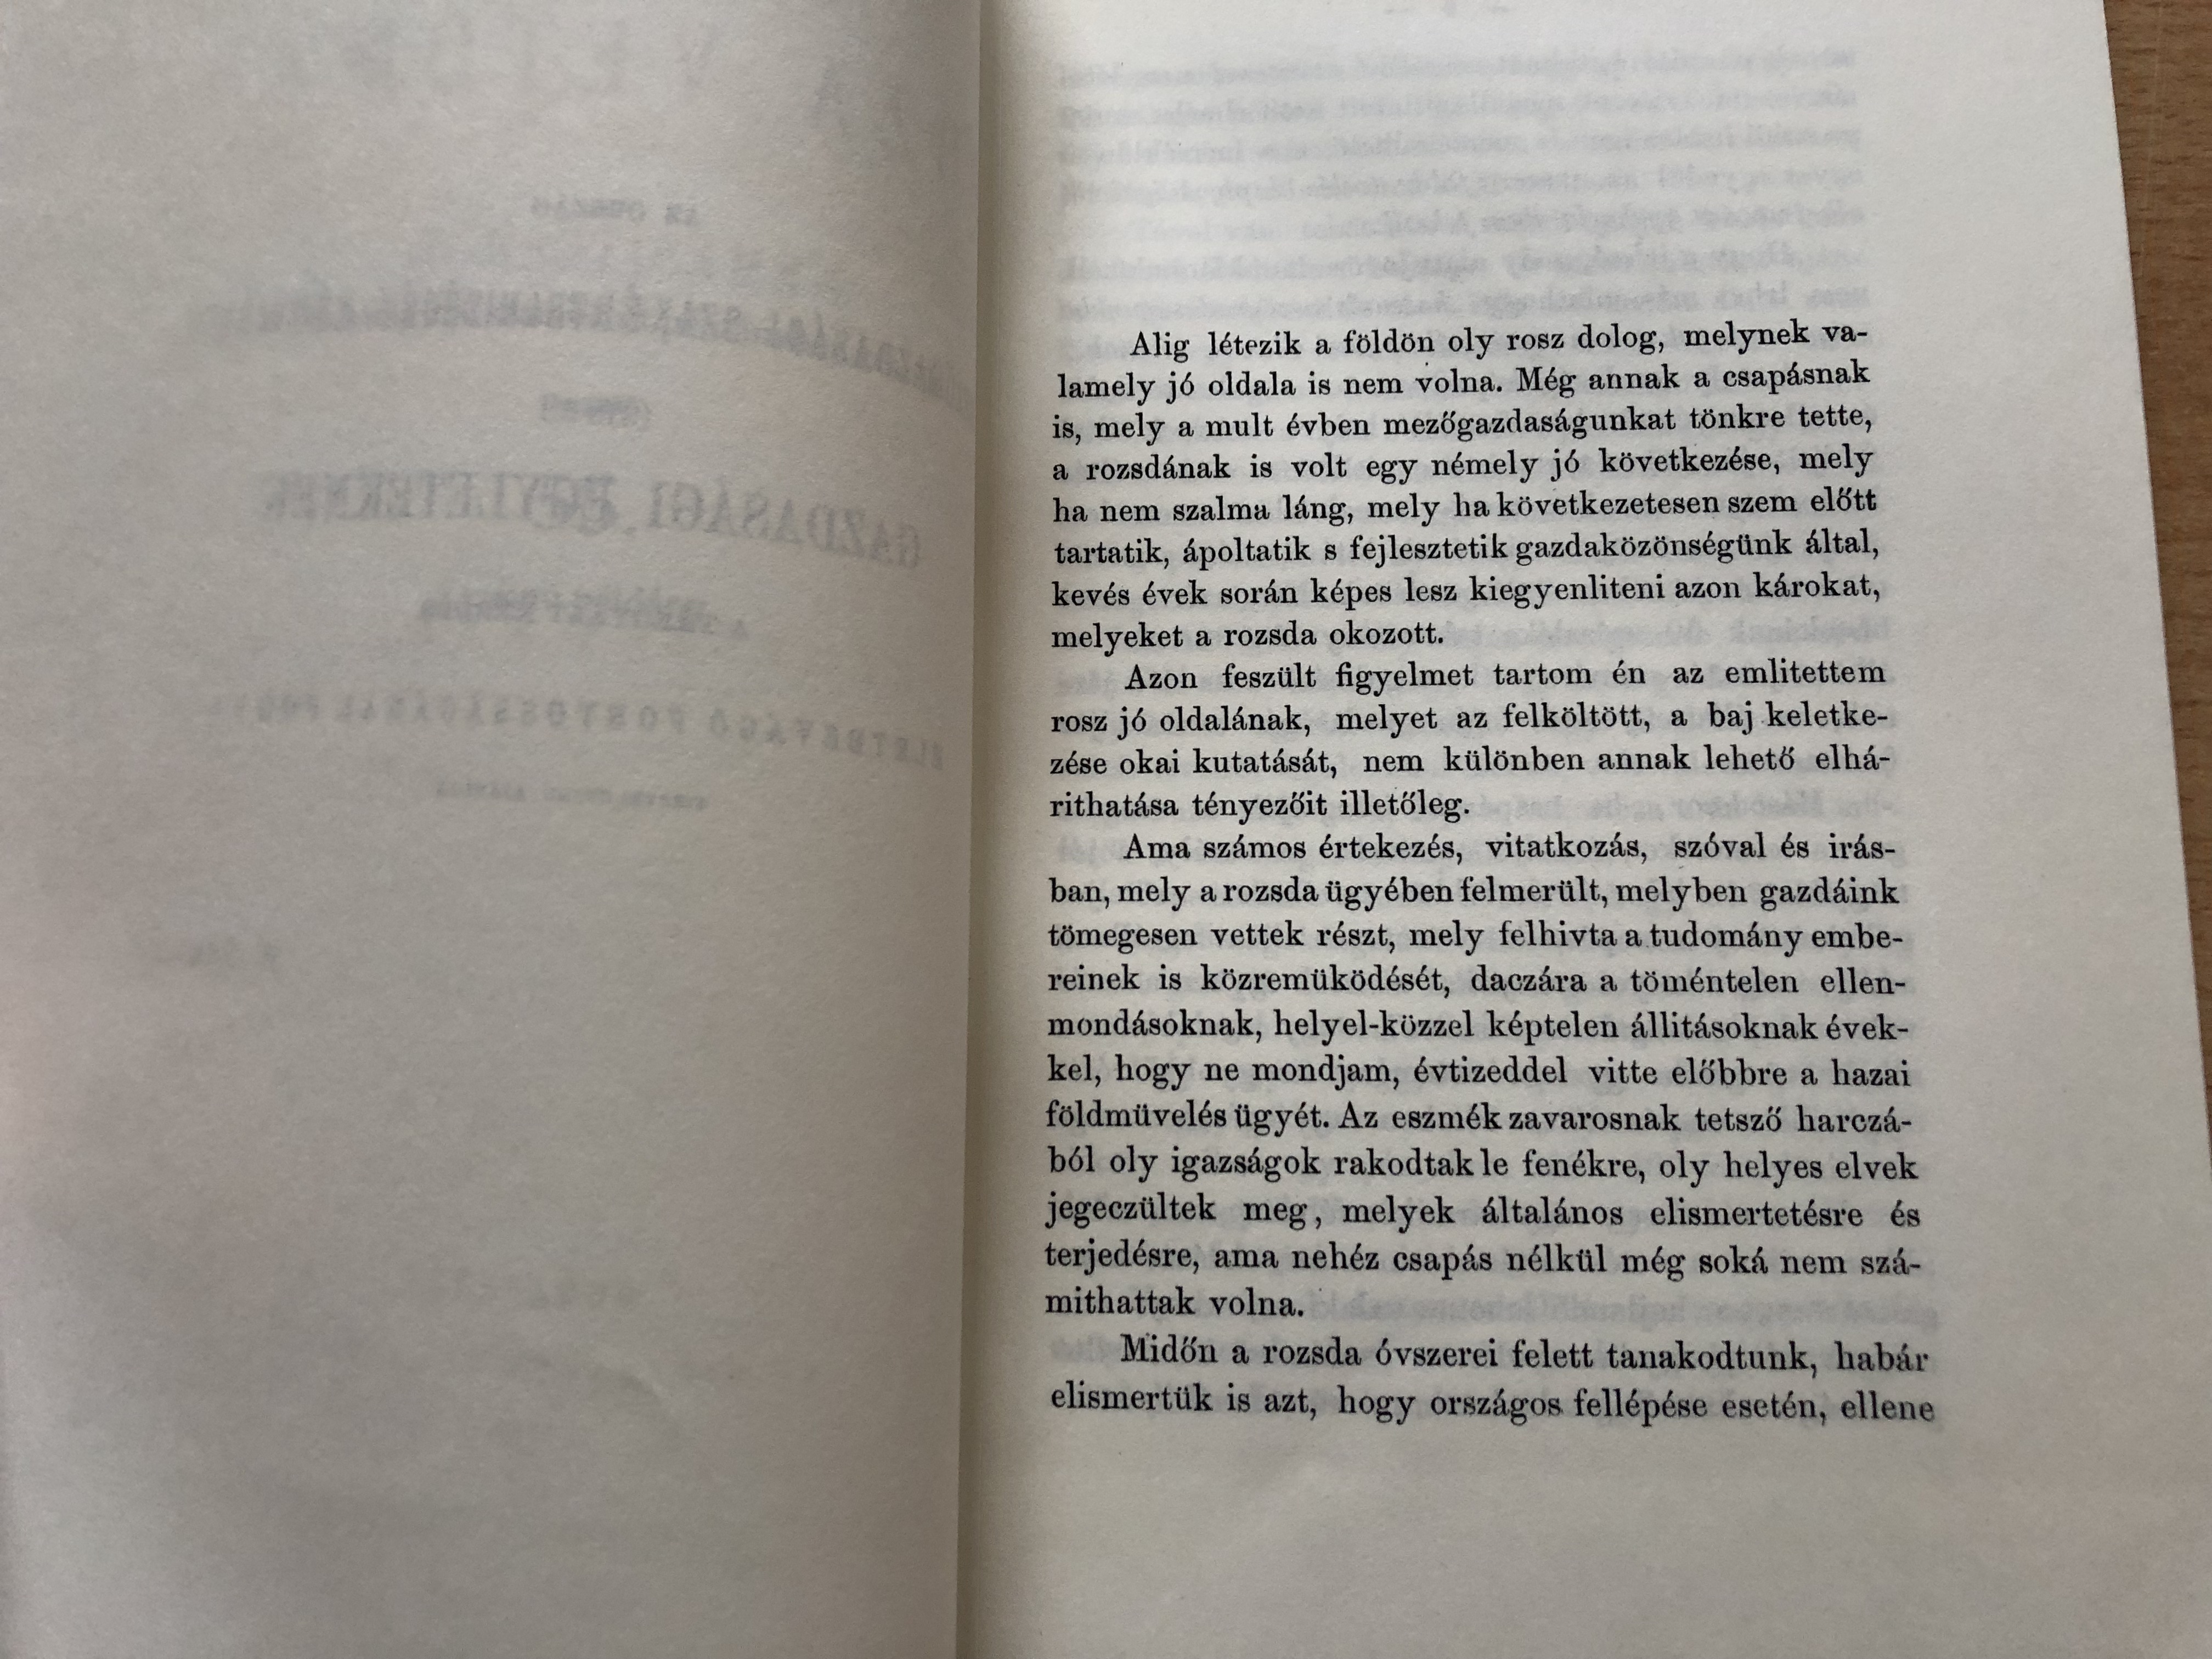 Alig létezik a földön oly rosz dolog, melynek va-
lamely jó oldala is nem volna. Még annak a csapásnak
is, mely a mult évben mezőgazdaságunkat tönkre tette,
a rozsdának is volt egy némely jó következése, mely
ha nem szalma láng, mely ha következetesen szem előtt
tartatik, ápoltatik s fejlesztetik gazdaközönségünk által,
kevés évek során képes lesz kiegyenliteni azon károkat,
melyeket a rozsda okozott.
Azon feszült figyelmet tartom én az emlitettem
rosz jó oldalának, melyet az felköltött, a baj keletke-
zése okai kutatását, nem különben annak lehető elhá-
rithatása tényezőit illetőleg.
Ama számos értekezés, vitatkozás, szóval és irás-
ban, mely a rozsda ügyében felmerült, melyben gazdáink
tömegesen vettek részt, mely felhivta a tudomány embe-
reinek is közremüködését, daczára a töméntelen ellen-
mondásoknak, helyel-közzel képtelen állitásoknak évek-
kel, hogy ne mondjam, évtizeddel vitte előbbre a hazai
földmüvelés ügyét. Az eszmék zavarosnak tetsző harczá-
ból oly igazságok rakodtak le fenékre, oly helyes elvek
jegeczültek meg, melyek általános elismertetésre és
terjedésre, ama nehéz csapás nélkül még soká nem szá-
mithattak volna.
Midőn a rozsda óvszerei felett tanakodtunk, habár
elismertük is azt, hogy országos fellépése esetén, ellene